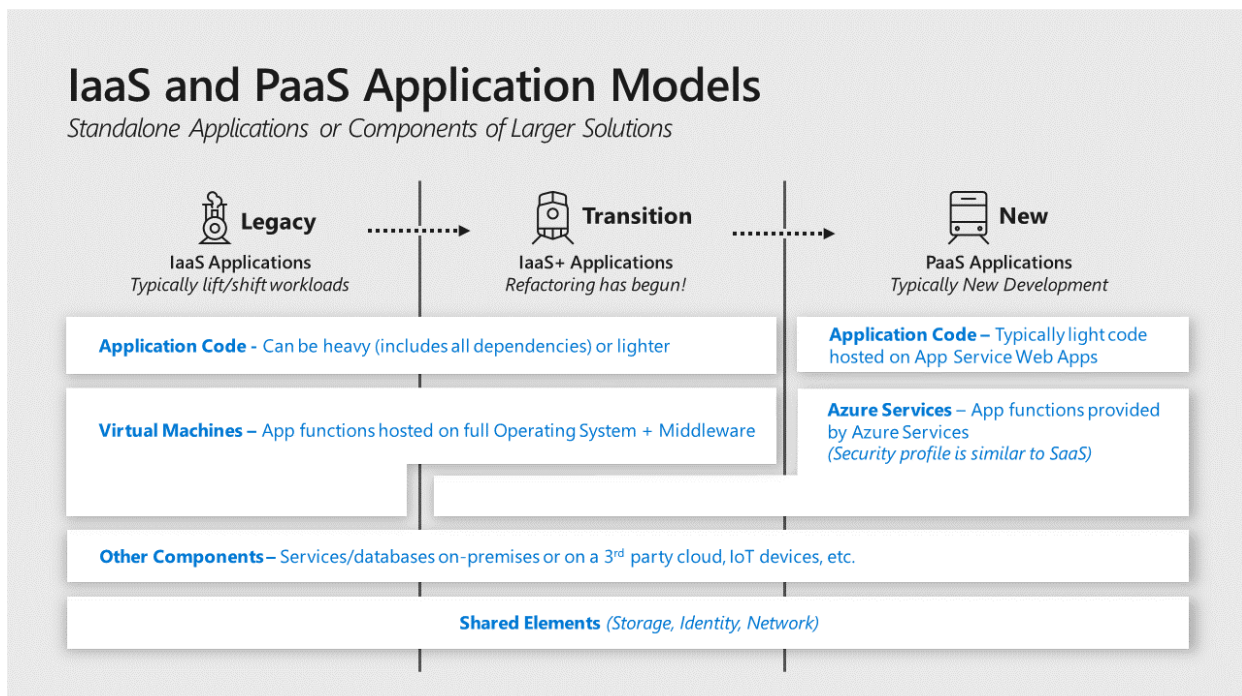 IaaS and PaaS Application Models
Standalone Applications or Components of Larger Solutions
Legacy
IaaS Applications
Typically lift/shift workloads
Transition
IaaS+ Applications
Refactoring has begun!
New
PaaS Applications
Typically New Development
Application Code - Can be heavy (includes all dependencies) or lighter
Application Code – Typically light code
hosted on App Service Web Apps
Virtual Machines – App functions hosted on full Operating System + Middleware
Azure Services – App functions provided
by Azure Services
(Security profile is similar to SaaS)
Other Components – Services/databases on-premises or on a 3rd party cloud, IoT devices, etc.
Shared Elements (Storage, Identity, Network)